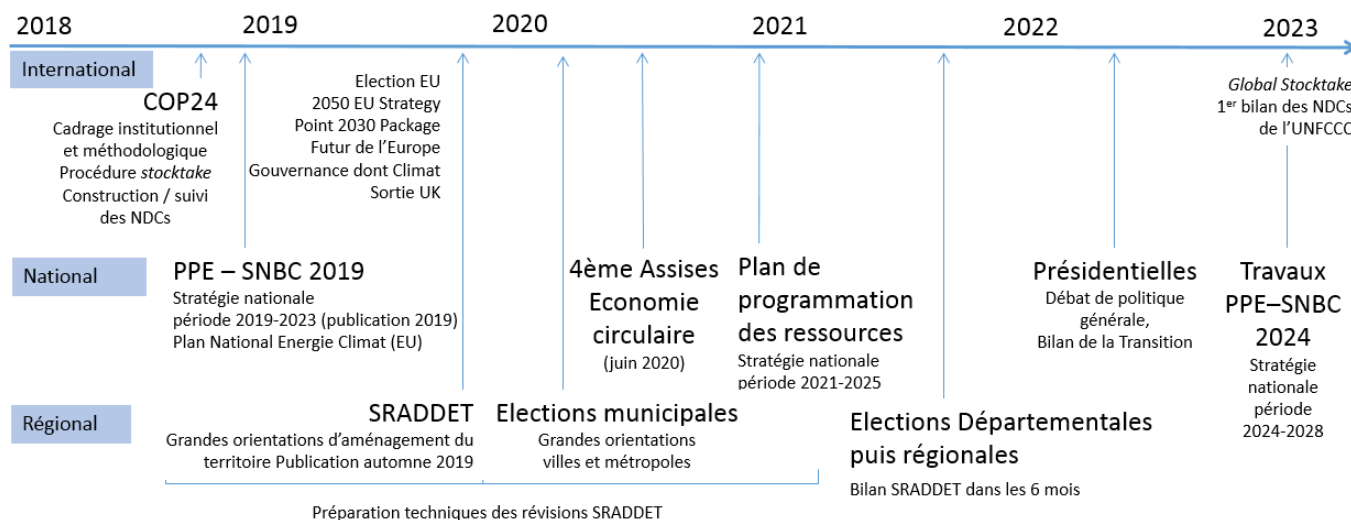 2018 2019 2020 2021 2022 2023
International
COP24
Cadrage institutionnel
et méthodologique
Procédure stocktake
Construction / suivi
des NDCs
Election EU
2050 EU Strategy
Point 2030 Package
Futur de l'Europe
Gouvernance dont Climat
Sortie UK
Global Stocktake
1er bilan des NDCs
de l'UNFCCC
National
PPE – SNBC 2019
Stratégie nationale
période 2019-2023 (publication 2019)
Plan National Energie Climat (EU)
4ème Assises
Economie
circulaire
(juin 2020)
Plan de
programmation
des ressources
Stratégie nationale
période 2021-2025
Présidentielles
Débat de politique
générale,
Bilan de la Transition
Travaux
PPE–SNBC
2024
Stratégie
nationale
période
2024-2028
Régional
SRADDET
Grandes orientations d'aménagement du
territoire Publication automne 2019
Elections municipales
Grandes orientations
villes et métropoles
Elections Départementales
puis régionales
Bilan SRADDET dans les 6 mois
Préparation techniques des révisions SRADDET